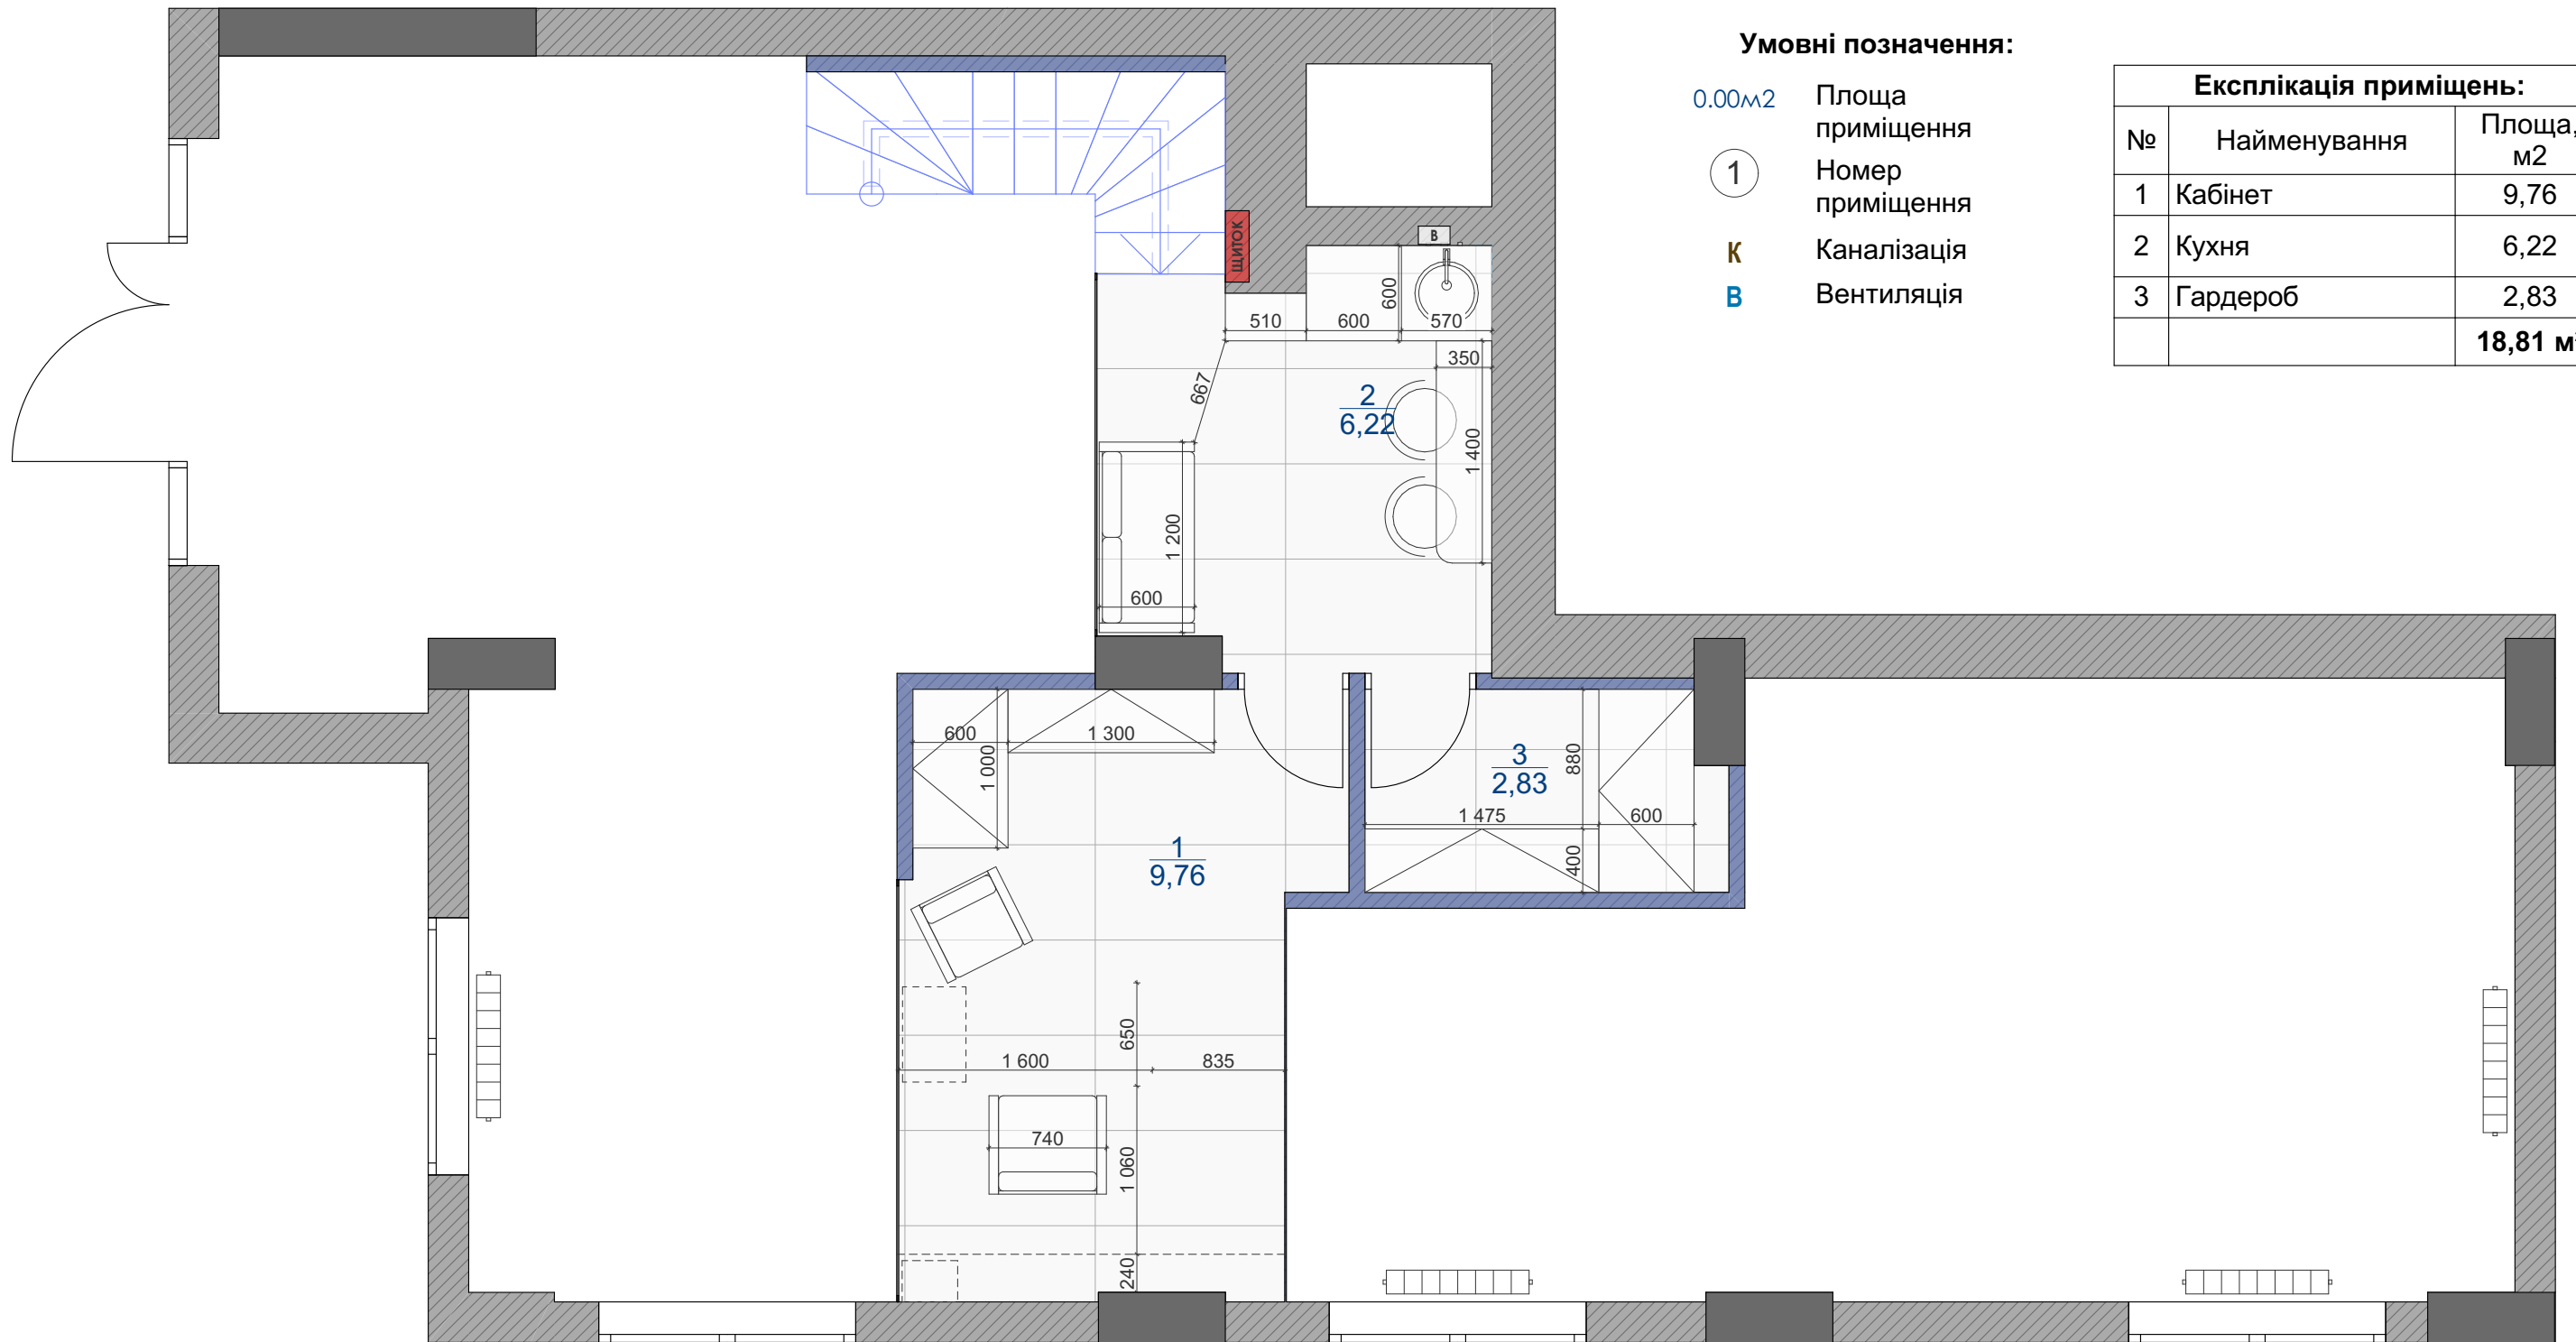 Умовні позначення:
0.00м2 Площа
приміщення
1 Номер
приміщення
К Каналізація
В Вентиляція
Експлікація приміщень:
№ Найменування Площа, м2
1 Кабінет 9,76
2 Кухня 6,22
3 Гардероб 2,83
18,81 м
ЩИТОК
В
600
510 600 570
350
667
2
6,22
1 400
1 200
600
600 1 300
1 000
3
2,83
880
1 475 600
400
1
9,76
650
1 600 835
740
1 060
240